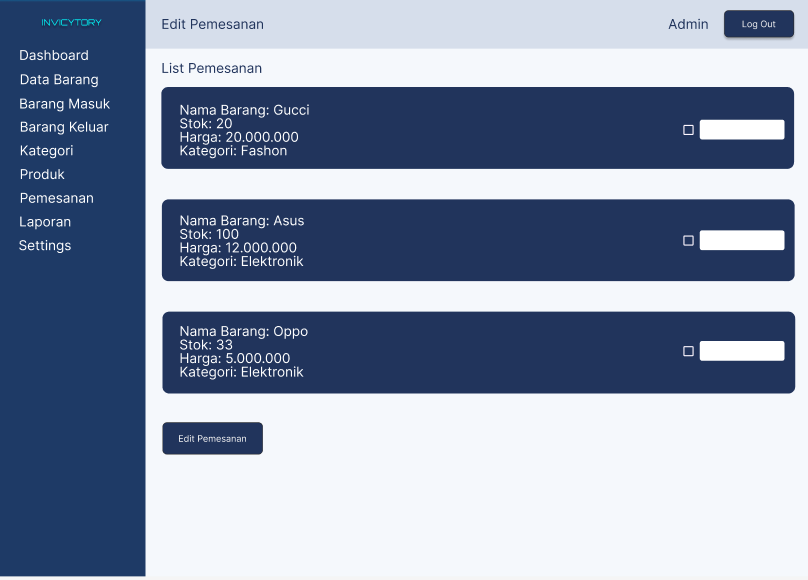 INVICYTORY
Dashboard
Data Barang
Barang Masuk
Barang Keluar
Kategori
Produk
Pemesanan
Laporan
Settings
Edit Pemesanan
Admin
Log Out
List Pemesanan
Nama Barang: Gucci
Stok: 20
Harga: 20.000.000
Kategori: Fashon
Nama Barang: Asus
Stok: 100
Harga: 12.000.000
Kategori: Elektronik
Nama Barang: Oppo
Stok: 33
Harga: 5.000.000
Kategori: Elektronik
Edit Pemesanan